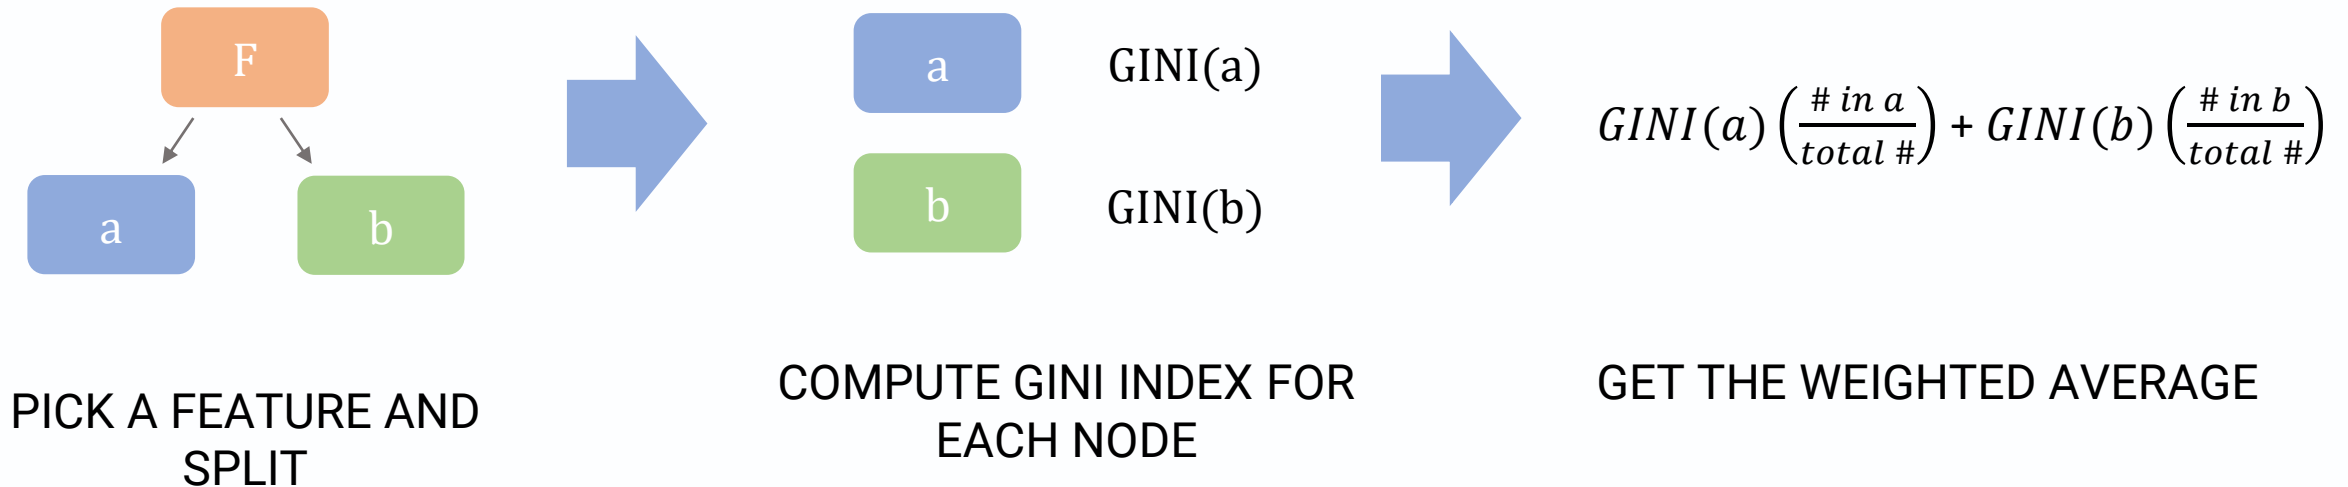 F
a
b
PICK A FEATURE AND
SPLIT
a GINI(a)
b GINI(b)
COMPUTE GINI INDEX FOR
EACH NODE
GINI(a) (# in a / total #) + GINI(b) (# in b / total #)
GET THE WEIGHTED AVERAGE